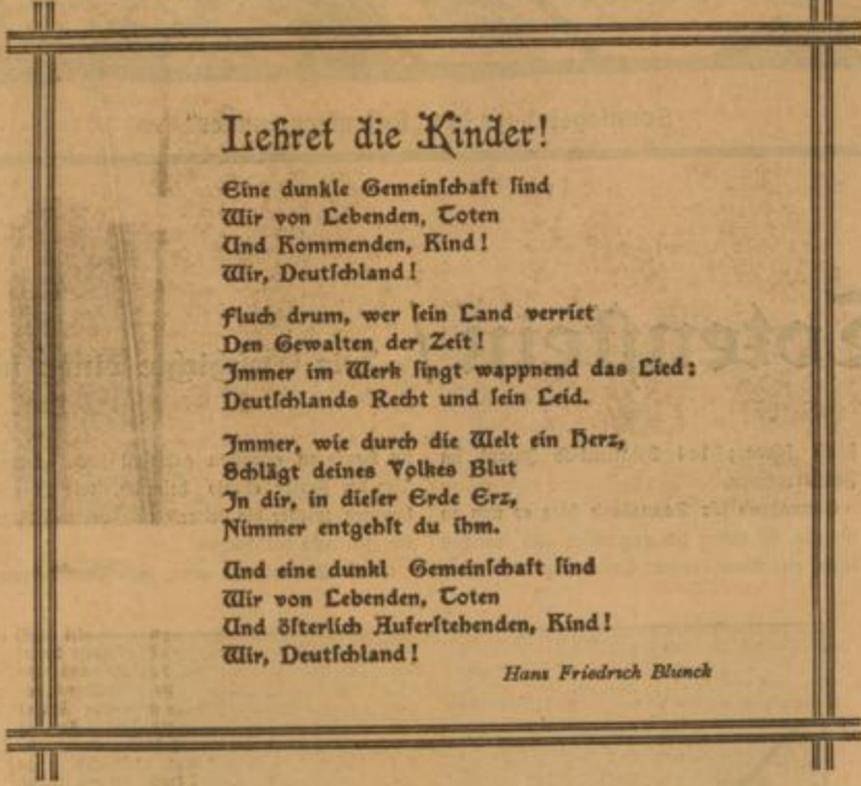 Lehret die Kinder!
Eine dunkle Gemeinschaft sind
Wir von Lebenden, Toten
Und Kommenden, Kind!
Wir, Deutschland!
Fluch drum, wer sein Land verriet
Den Gewalten der Zeit!
Immer im Werk singt wappnend das Lied:
Deutschlands Recht und sein Leid.
Immer, wie durch die Welt ein Herz,
Schlägt deines Volkes Blut
In dir, in dieser Erde Erz,
Nimmer entgehst du ihm.
Und eine dunkl Gemeinschaft sind
Wir von Lebenden, Toten
Und österlich Auferstehenden, Kind!
Wir, Deutschland!
Hans Friedrich Blunck